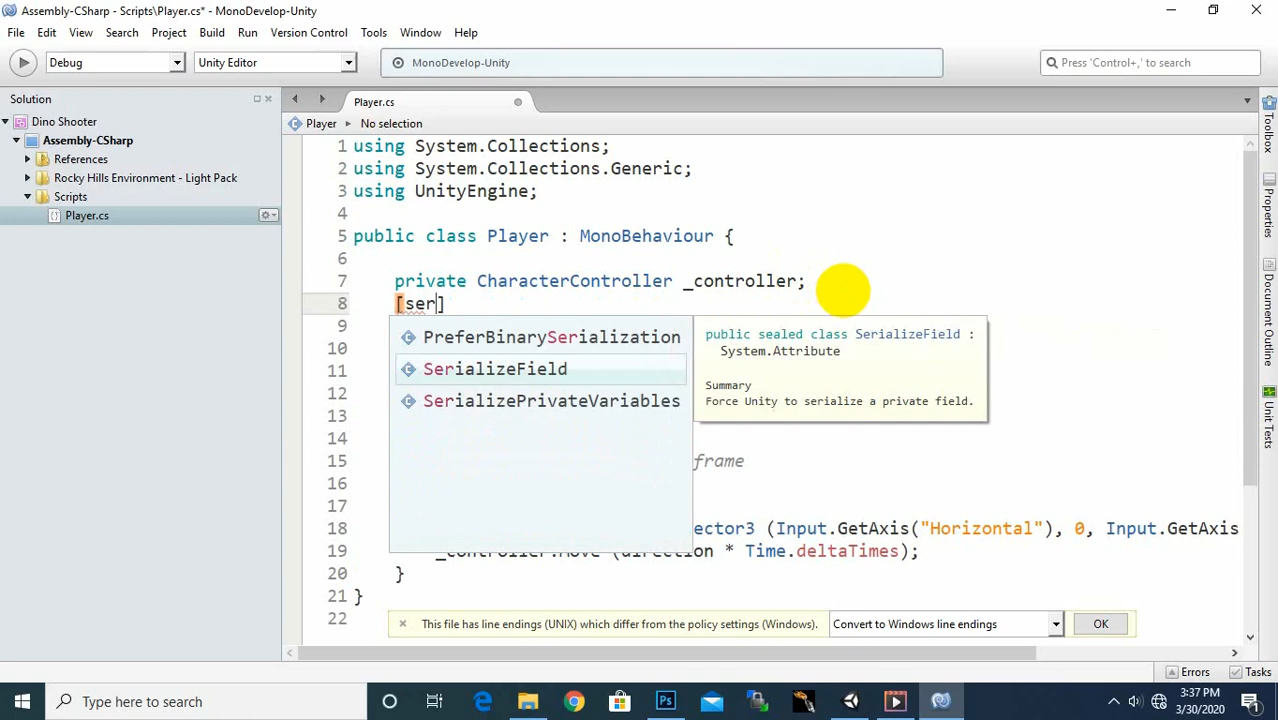 Assembly-CSharp - Scripts\Player.cs* - MonoDevelop-Unity
File Edit View Search Project Build Run Version Control Tools Window Help
Debug Unity Editor MonoDevelop-Unity Press 'Control+,' to search
Solution
Dino Shooter
Assembly-CSharp
References
Rocky Hills Environment - Light Pack
Scripts
Player.cs
Player.cs
Player No selection
1 using System.Collections;
2 using System.Collections.Generic;
3 using UnityEngine;
4
5 public class Player : MonoBehaviour {
6
7 private CharacterController _controller;
8 [ser]
9
10
11
12
13
14
15 frame
16
17
18 ector3 (Input.GetAxis("Horizontal"), 0, Input.GetAxis
19 _controller.Move (direction * Time.deltaTimes);
20 }
21 }
22
PreferBinarySerialization
SerializeField
SerializePrivateVariables
public sealed class SerializeField :
System.Attribute
Summary
Force Unity to serialize a private field.
This file has line endings (UNIX) which differ from the policy settings (Windows). Convert to Windows line endings OK
Toolbox
Properties
Document Outline
Unit Tests
Errors Tasks
Type here to search
3:37 PM
3/30/2020